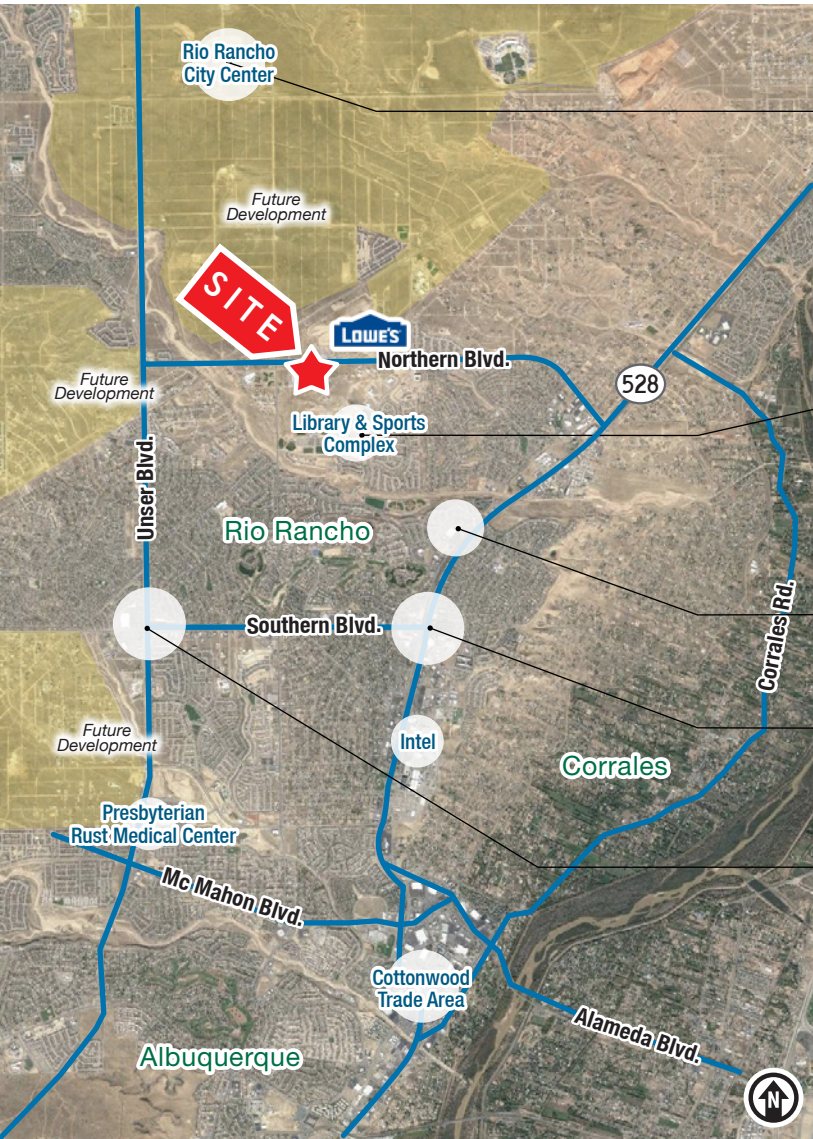 Rio Rancho
City Center
Future
Development
SITE
LOWE'S
Northern Blvd.
528
Future
Development
Library & Sports
Complex
Unser Blvd.
Rio Rancho
Southern Blvd.
Corrales Rd.
Future
Development
Intel
Corrales
Presbyterian
Rust Medical Center
Mc Mahon Blvd.
Cottonwood
Trade Area
Alameda Blvd.
Albuquerque
N